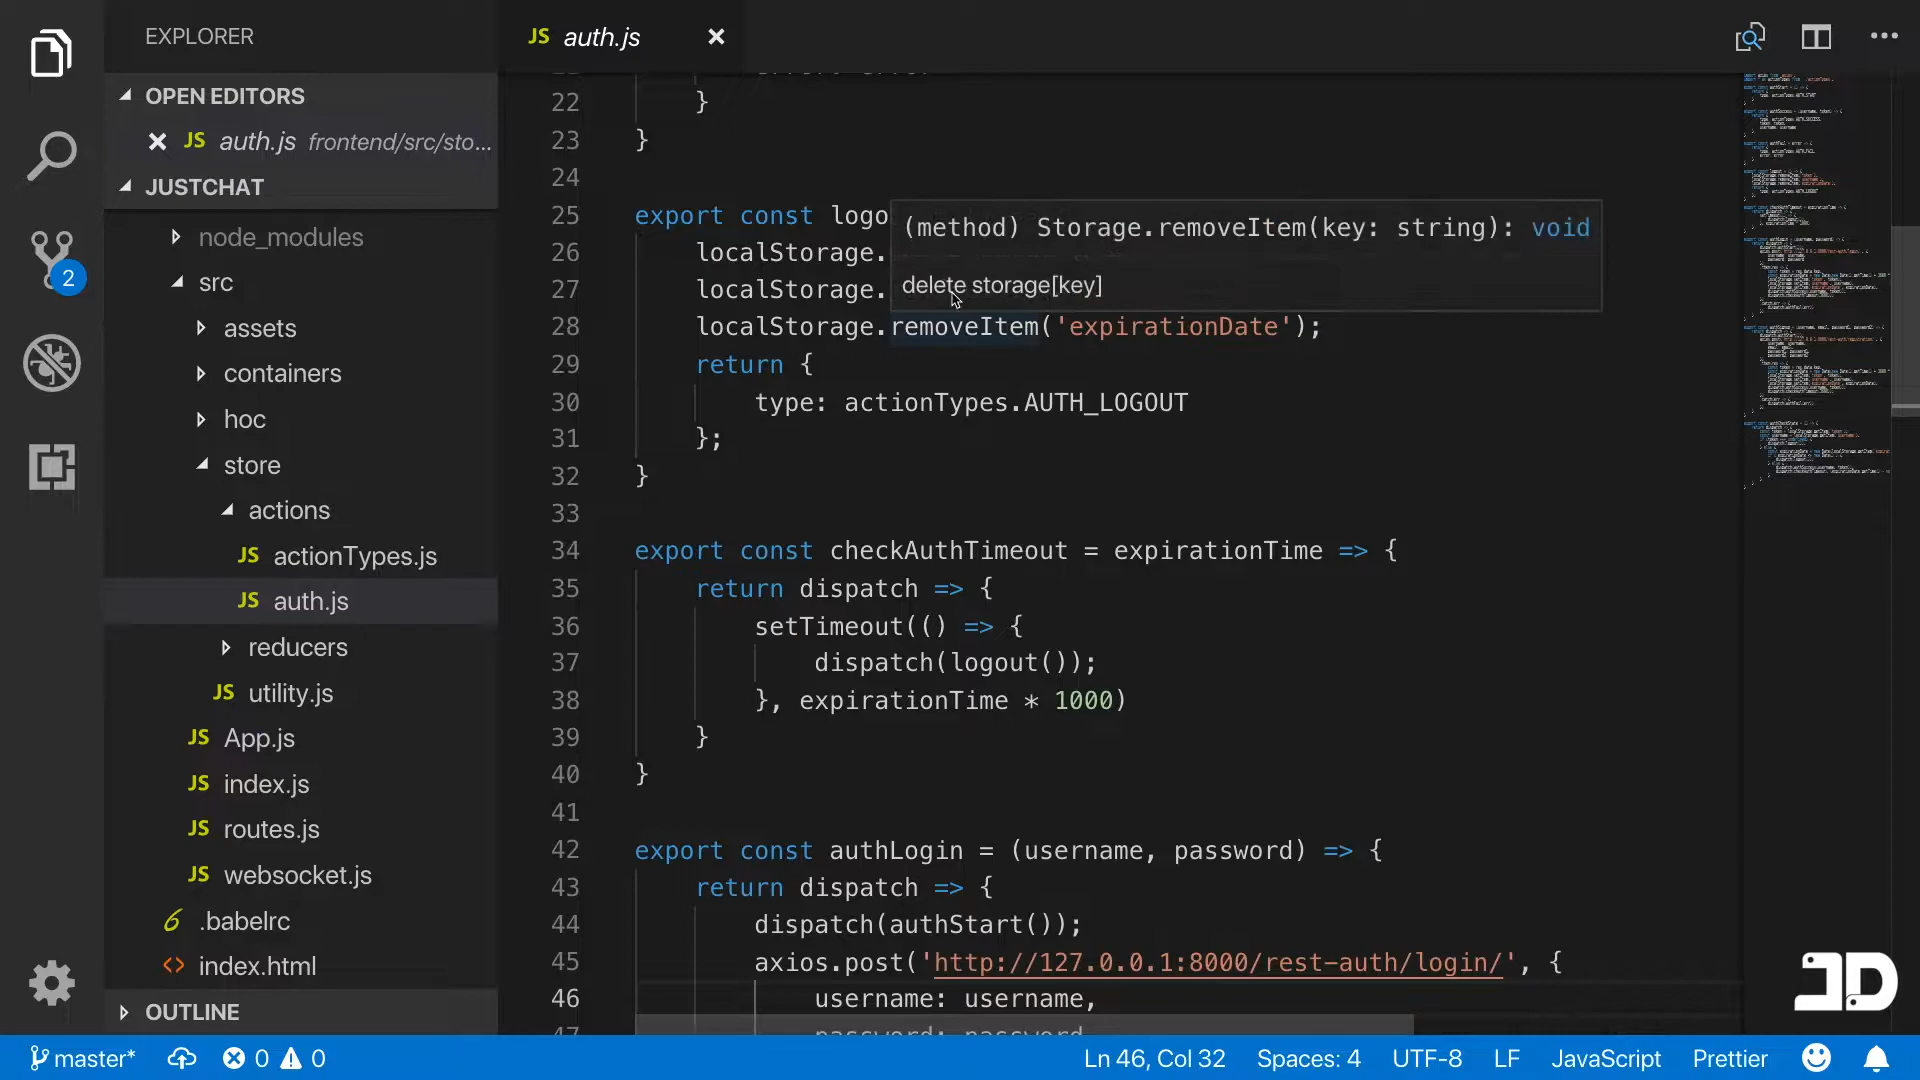 EXPLORER
JS auth.js
OPEN EDITORS
JS auth.js frontend/src/sto...
JUSTCHAT
node_modules
src
assets
containers
hoc
store
actions
JS actionTypes.js
JS auth.js
reducers
JS utility.js
JS App.js
JS index.js
JS routes.js
JS websocket.js
6 .babelrc
<> index.html
OUTLINE
22 }
23 }
24
25 export const logo
26 localStorage.
27 localStorage.
(method) Storage.removeItem(key: string): void
delete storage[key]
28 localStorage.removeItem('expirationDate');
29 return {
30 type: actionTypes.AUTH_LOGOUT
31 };
32 }
33
34 export const checkAuthTimeout = expirationTime => {
35 return dispatch => {
36 setTimeout(() => {
37 dispatch(logout());
38 }, expirationTime * 1000)
39 }
40 }
41
42 export const authLogin = (username, password) => {
43 return dispatch => {
44 dispatch(authStart());
45 axios.post('http://127.0.0.1:8000/rest-auth/login/', {
46 username: username,
47 password: password
JD
2
master* 0 0 Ln 46, Col 32 Spaces: 4 UTF-8 LF JavaScript Prettier